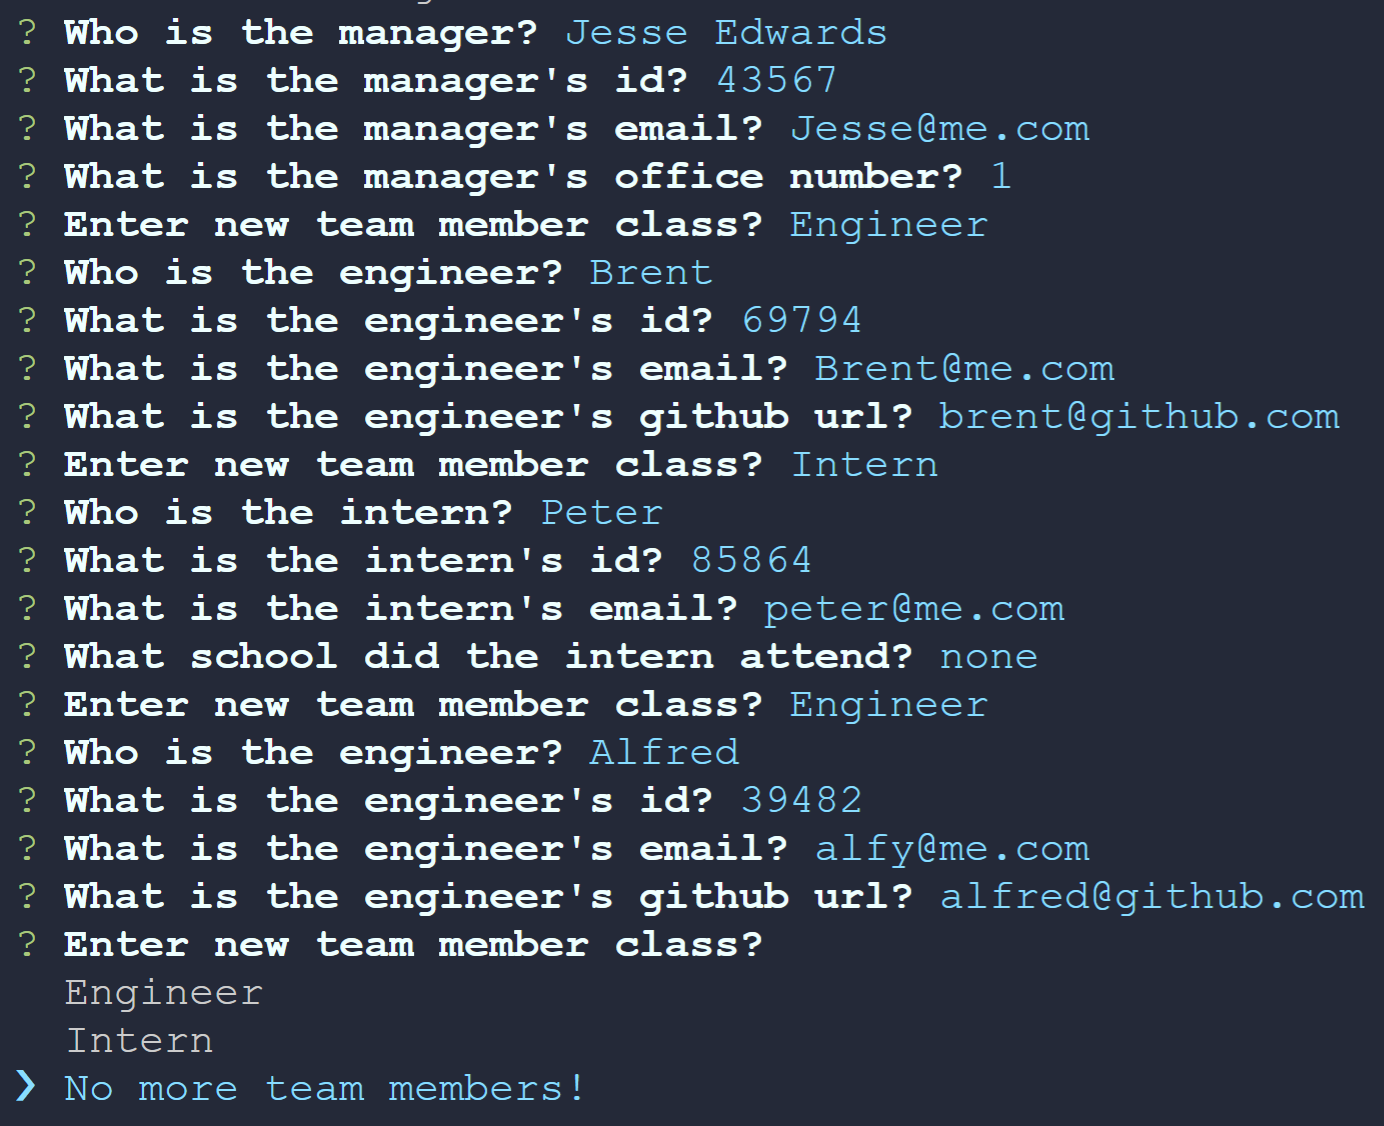 ? Who is the manager? Jesse Edwards
? What is the manager's id? 43567
? What is the manager's email? Jesse@me.com
? What is the manager's office number? 1
? Enter new team member class? Engineer
? Who is the engineer? Brent
? What is the engineer's id? 69794
? What is the engineer's email? Brent@me.com
? What is the engineer's github url? brent@github.com
? Enter new team member class? Intern
? Who is the intern? Peter
? What is the intern's id? 85864
? What is the intern's email? peter@me.com
? What school did the intern attend? none
? Enter new team member class? Engineer
? Who is the engineer? Alfred
? What is the engineer's id? 39482
? What is the engineer's email? alfy@me.com
? What is the engineer's github url? alfred@github.com
? Enter new team member class?
Engineer
Intern
❯ No more team members!